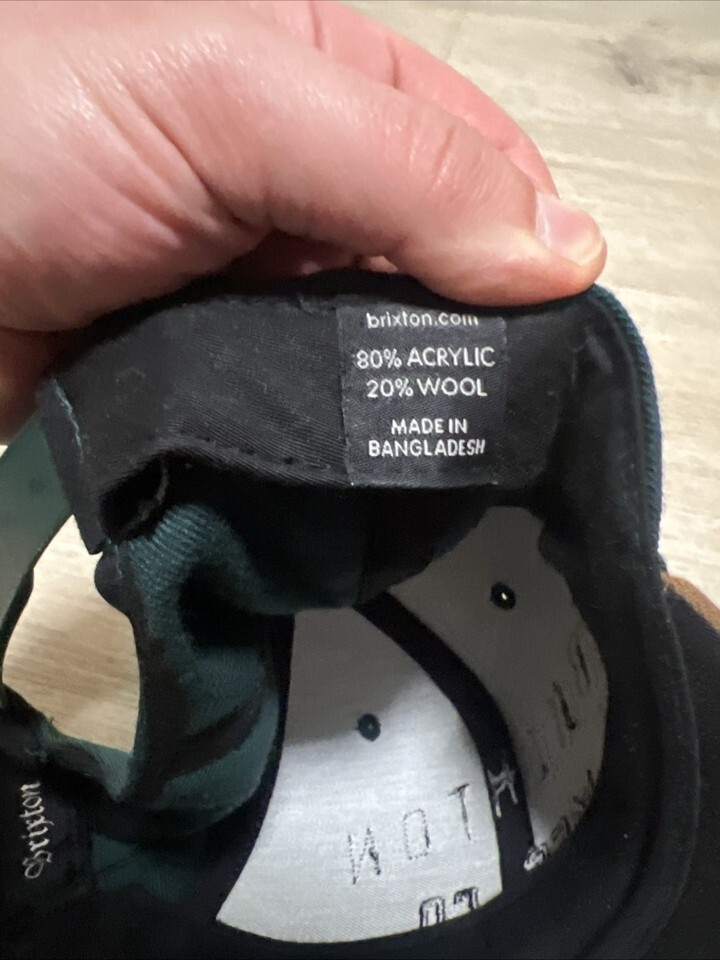 brixton.com
80% ACRYLIC
20% WOOL
MADE IN
BANGLADESH
Brixton